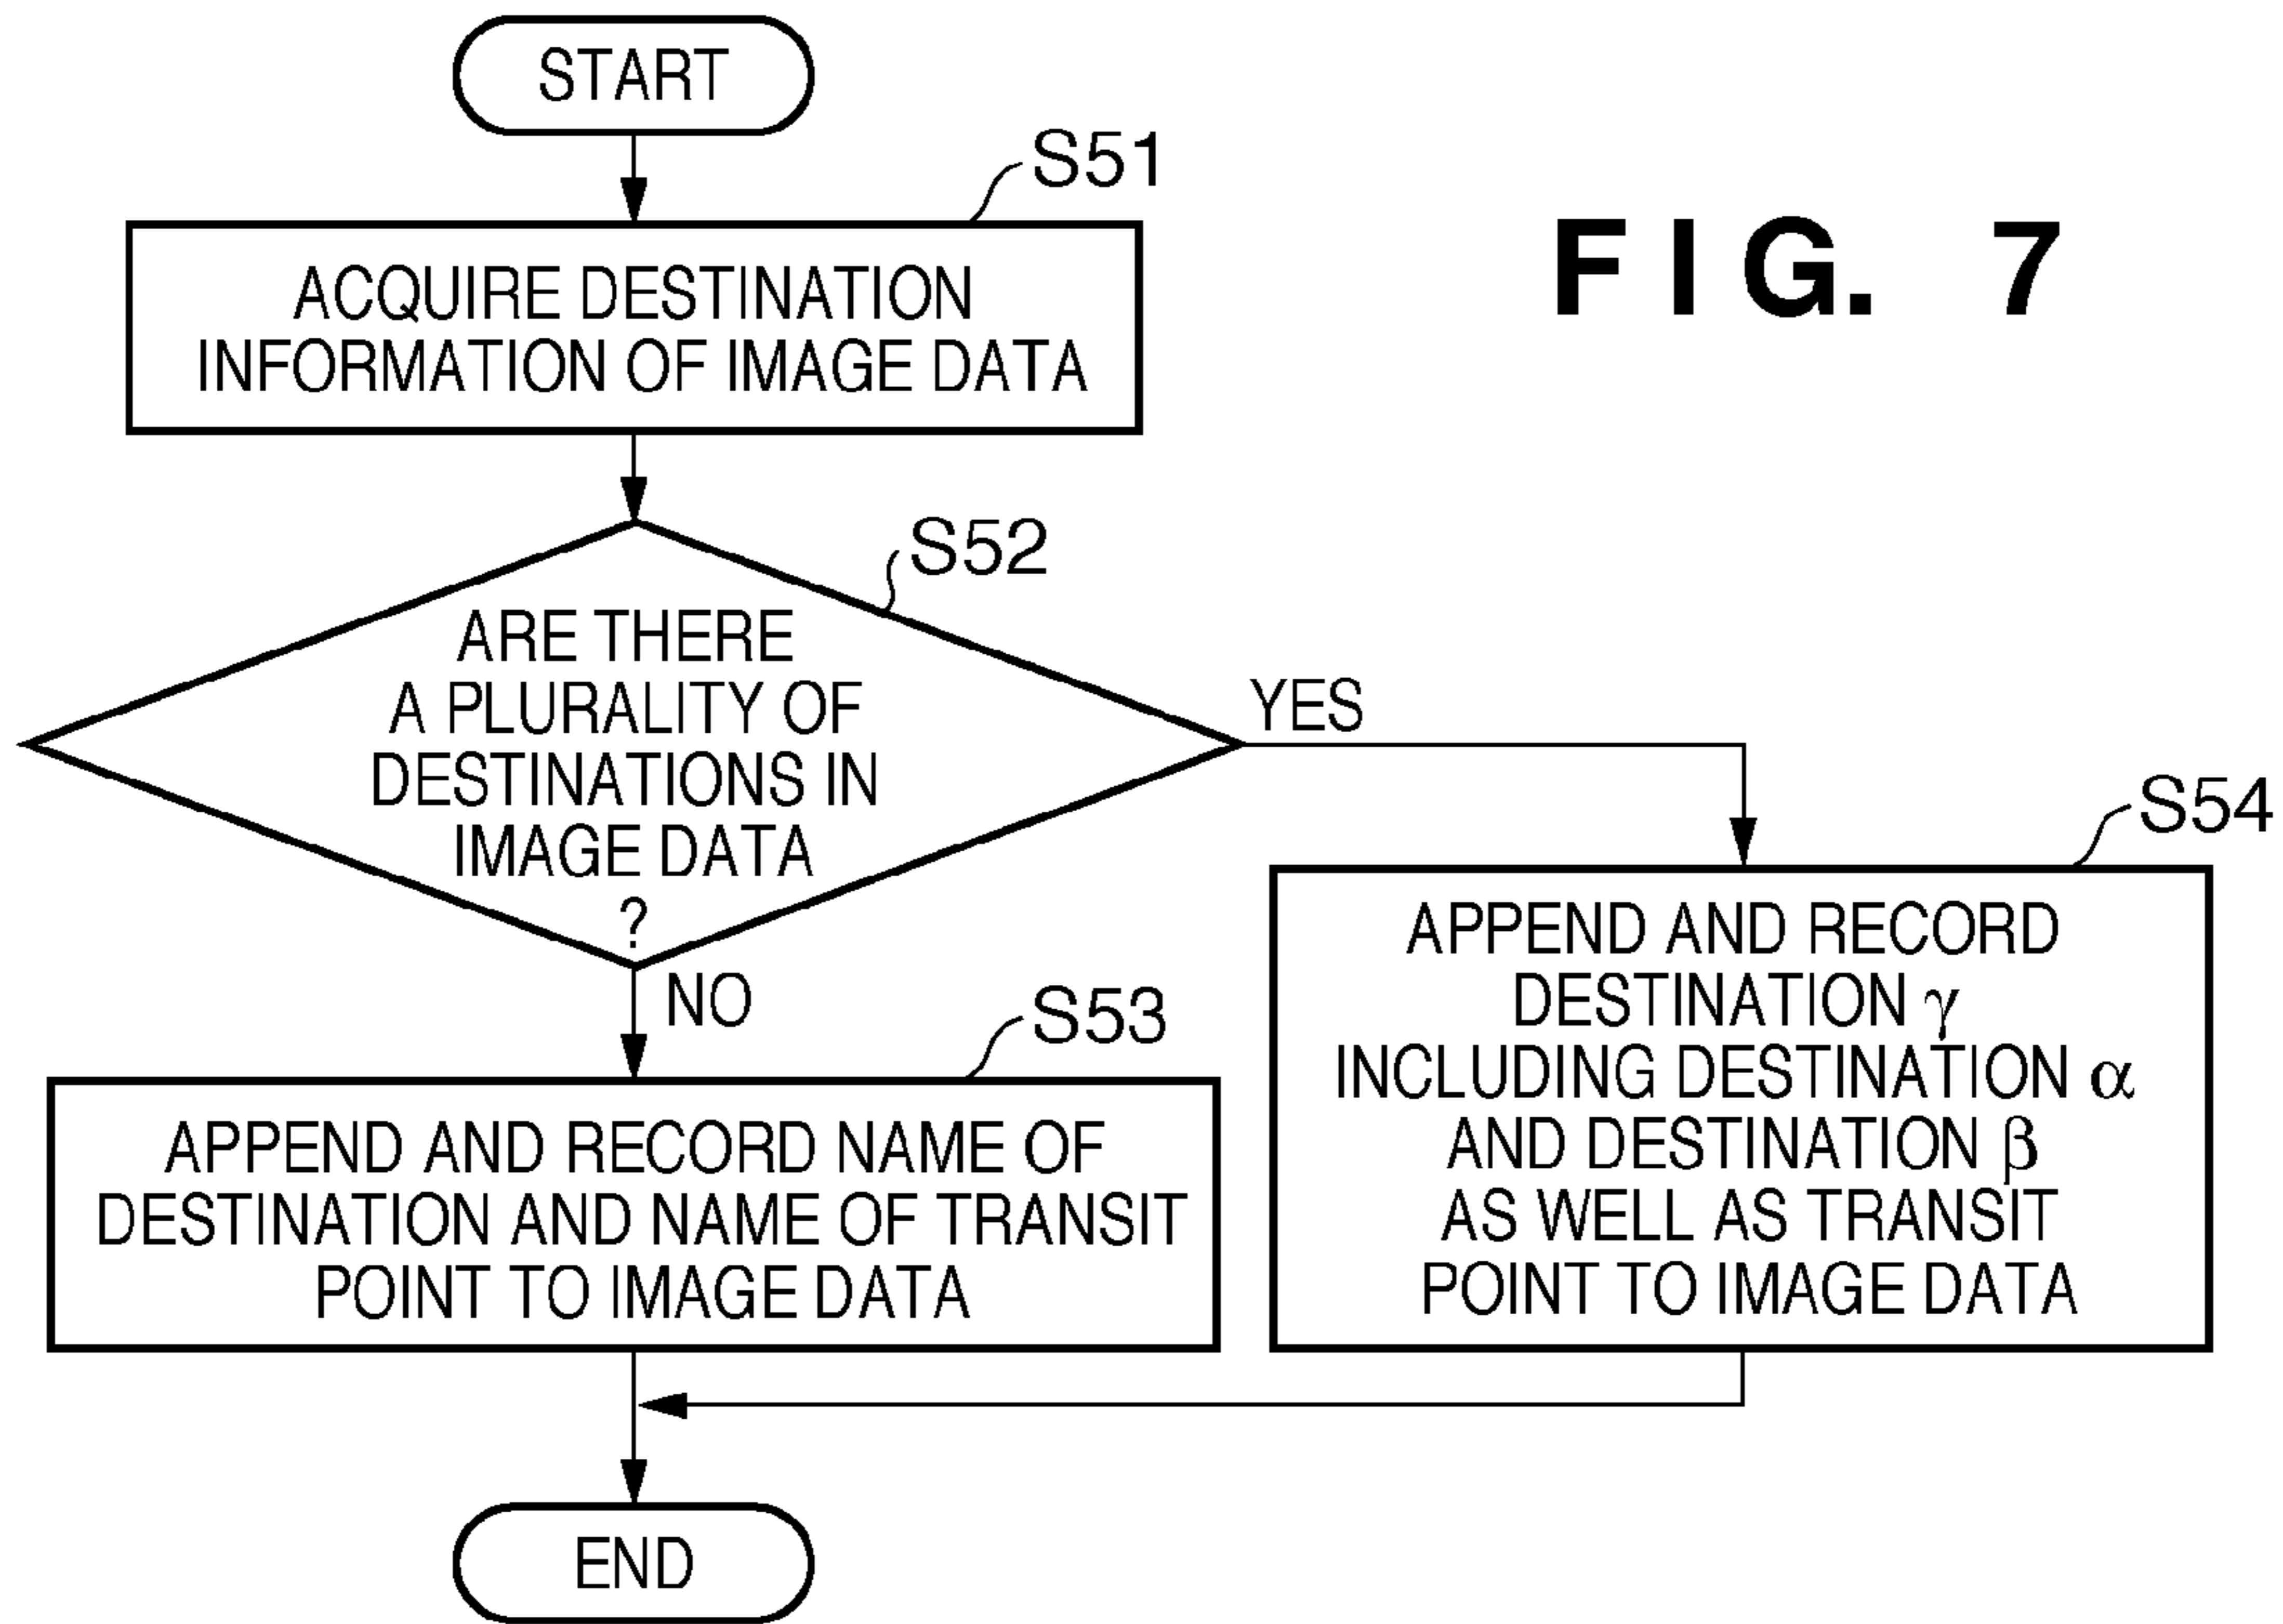 START
S51
FIG. 7
ACQUIRE DESTINATION
INFORMATION OF IMAGE DATA
S52
ARE THERE
A PLURALITY OF
DESTINATIONS IN
IMAGE DATA
?
YES
NO
S53
APPEND AND RECORD NAME OF
DESTINATION AND NAME OF TRANSIT
POINT TO IMAGE DATA
S54
APPEND AND RECORD
DESTINATION γ
INCLUDING DESTINATION α
AND DESTINATION β
AS WELL AS TRANSIT
POINT TO IMAGE DATA
END